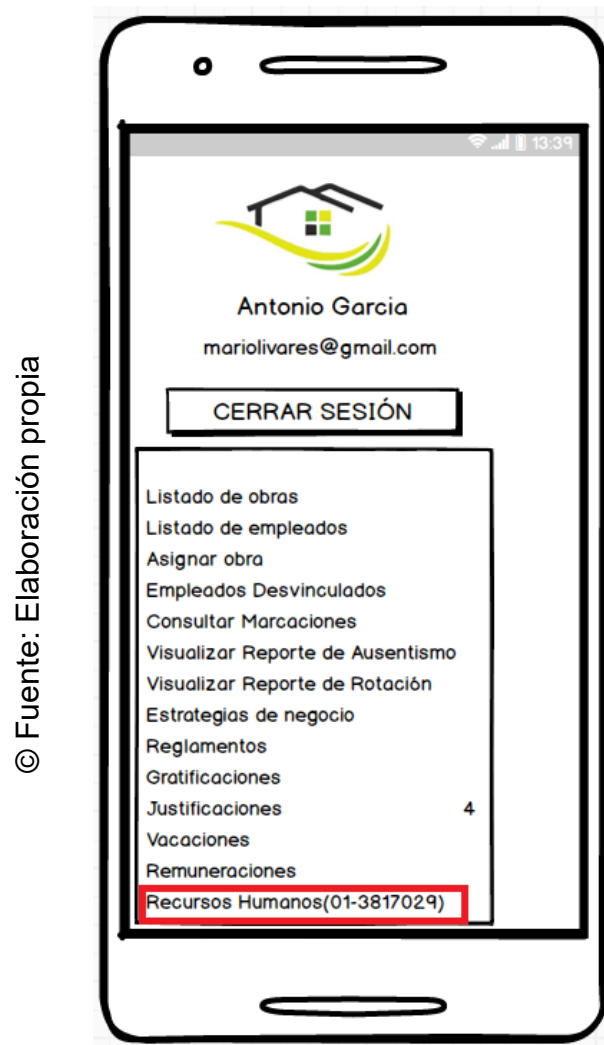 © Fuente: Elaboración propia
13:39
Antonio Garcia
mariolivares@gmail.com
CERRAR SESIÓN
Listado de obras
Listado de empleados
Asignar obra
Empleados Desvinculados
Consultar Marcaciones
Visualizar Reporte de Ausentismo
Visualizar Reporte de Rotación
Estrategias de negocio
Reglamentos
Gratificaciones
Justificaciones 4
Vacaciones
Remuneraciones
Recursos Humanos(01-3817029)